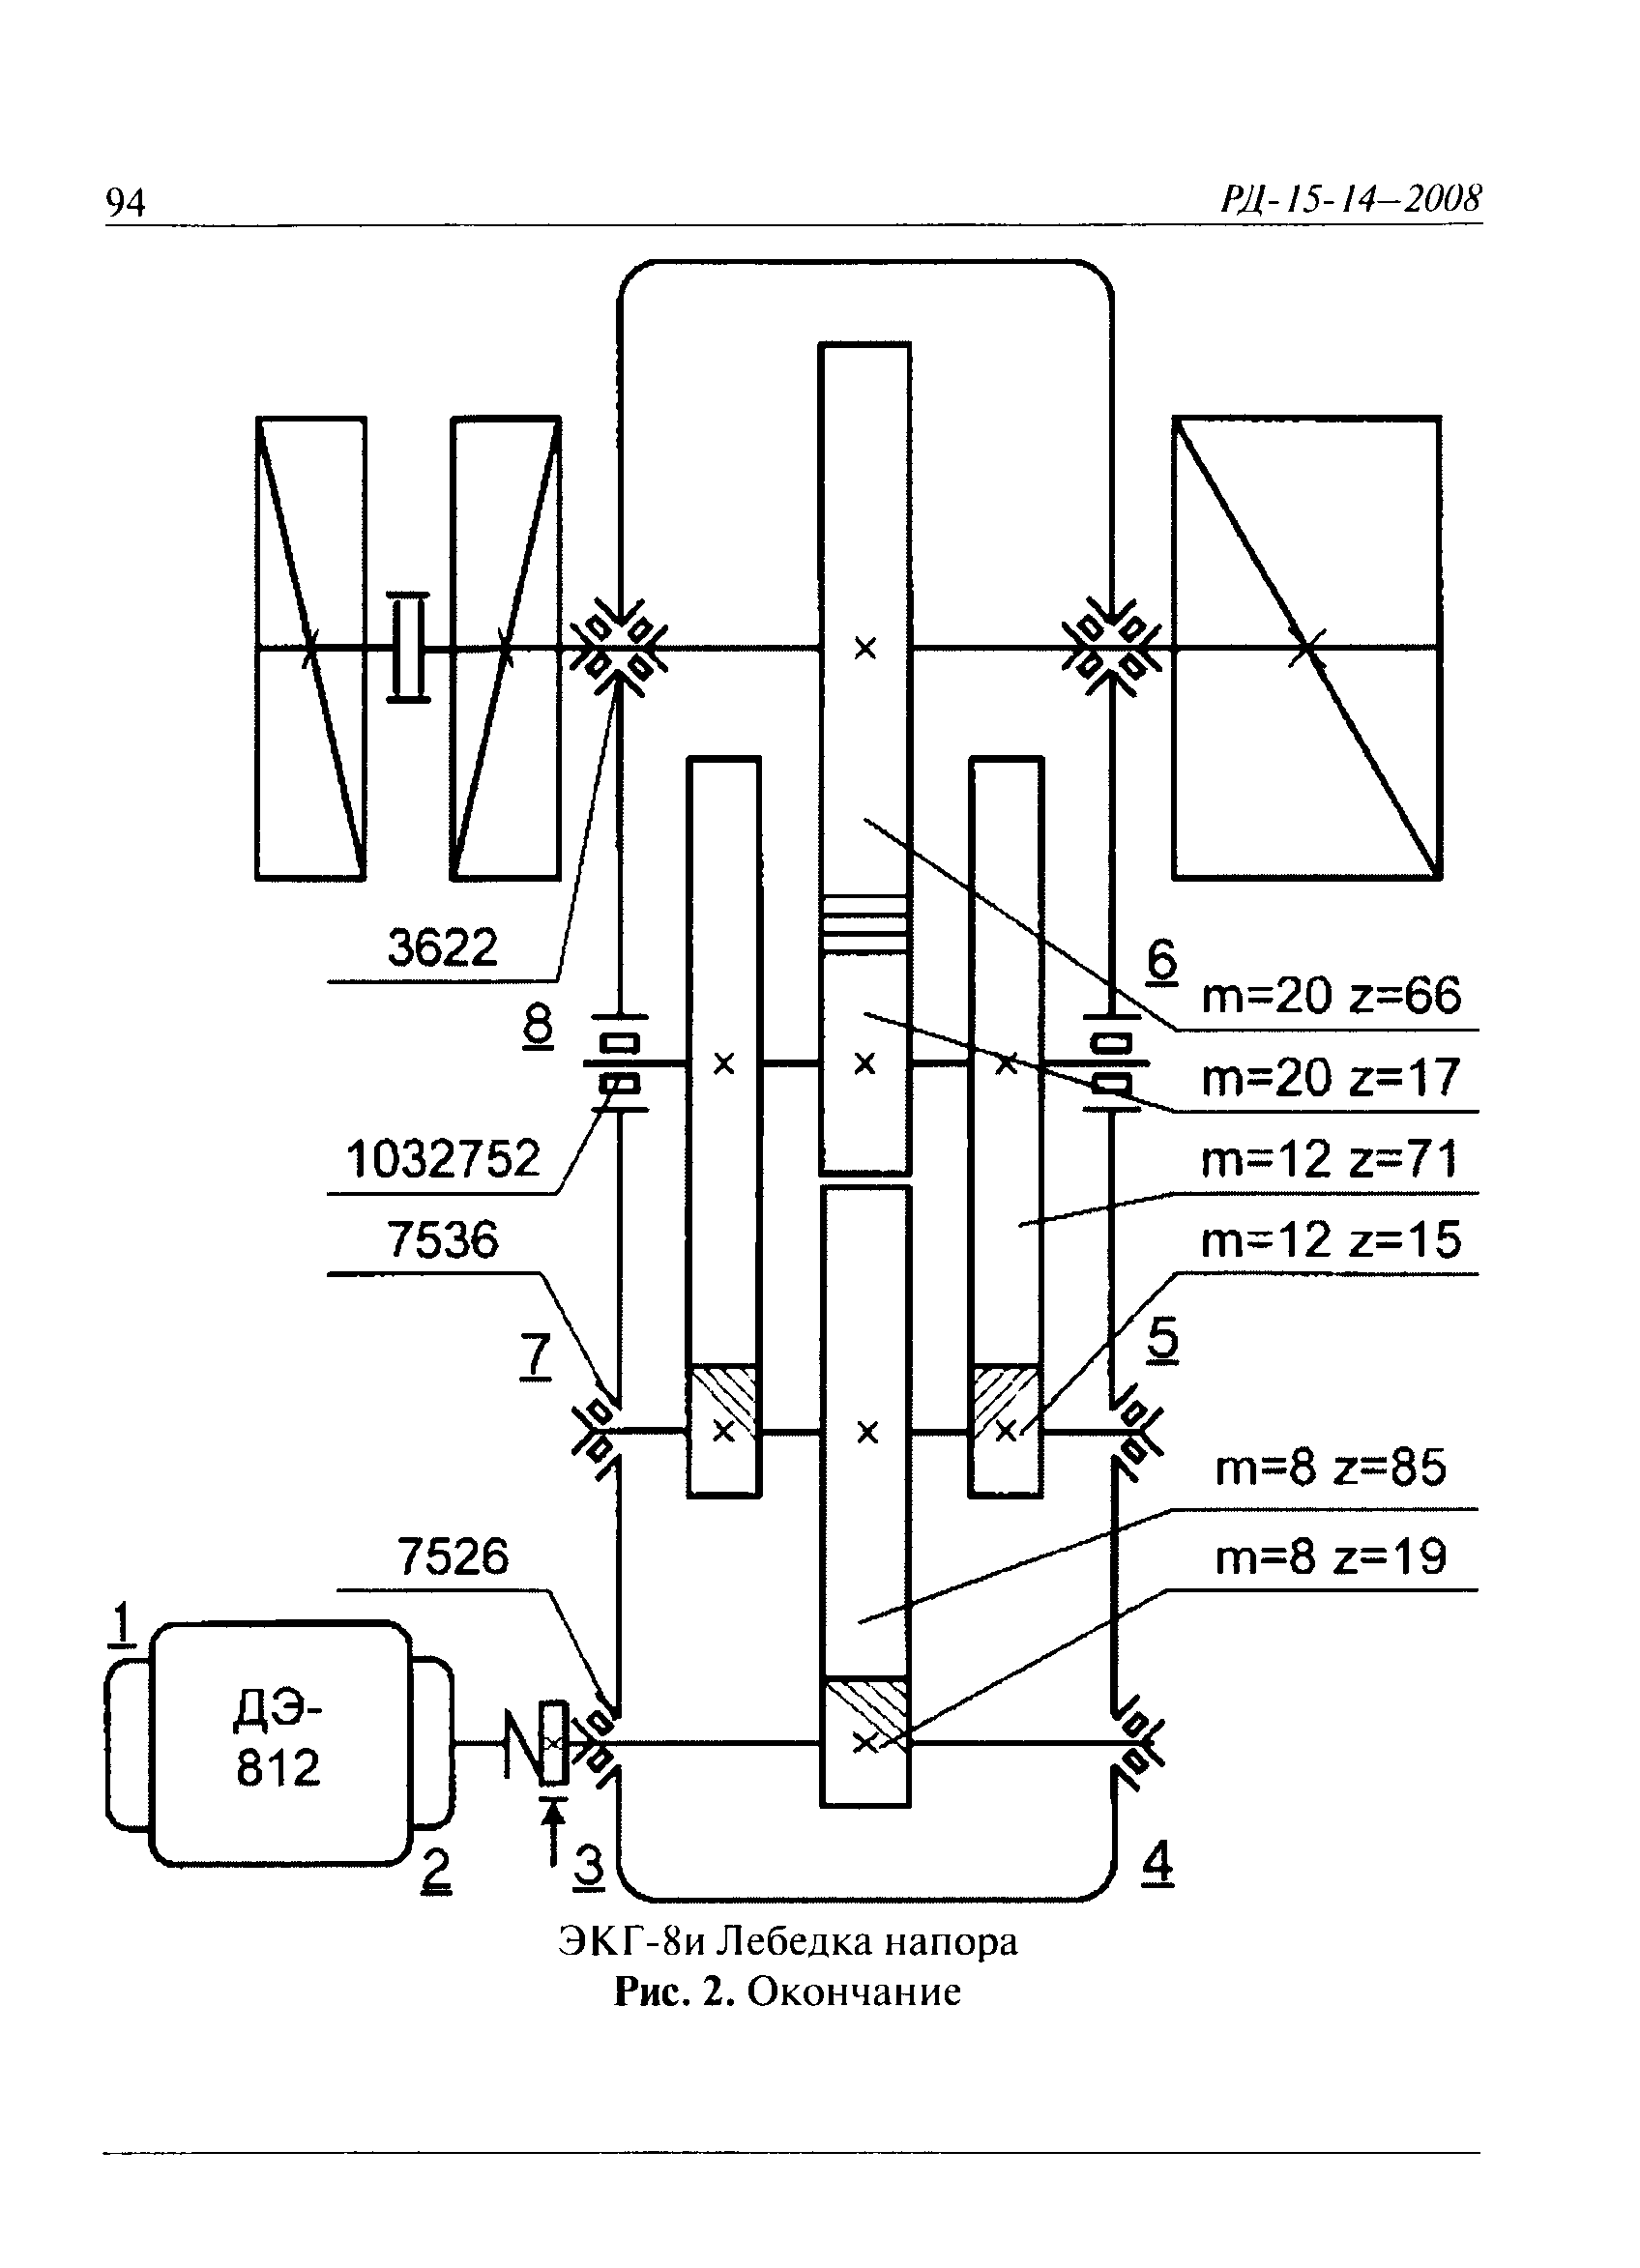 94
РД-15-14—2008
3622
6
m=20 z=66
8
m=20 z=17
1032752
m=12 z=71
7536
m=12 z=15
7
5
m=8 z=85
7526
m=8 z=19
1
ДЭ-
812
2
3
4
ЭКГ-8и Лебедка напора
Рис. 2. Окончание